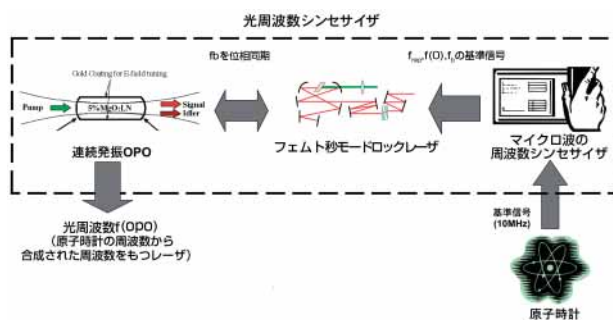 光周波数シンセサイザ
fbを位相同期
f_rep, f(0), f_bの基準信号
Gold Coating for E-field tuning
Pump
5%MgO:LN
Signal
Idler
連続発振OPO
フェムト秒モードロックレーザ
マイクロ波の
周波数シンセサイザ
光周波数f(opo)
(原子時計の周波数から
合成された周波数をもつレーザ)
基準信号
(10MHz)
原子時計